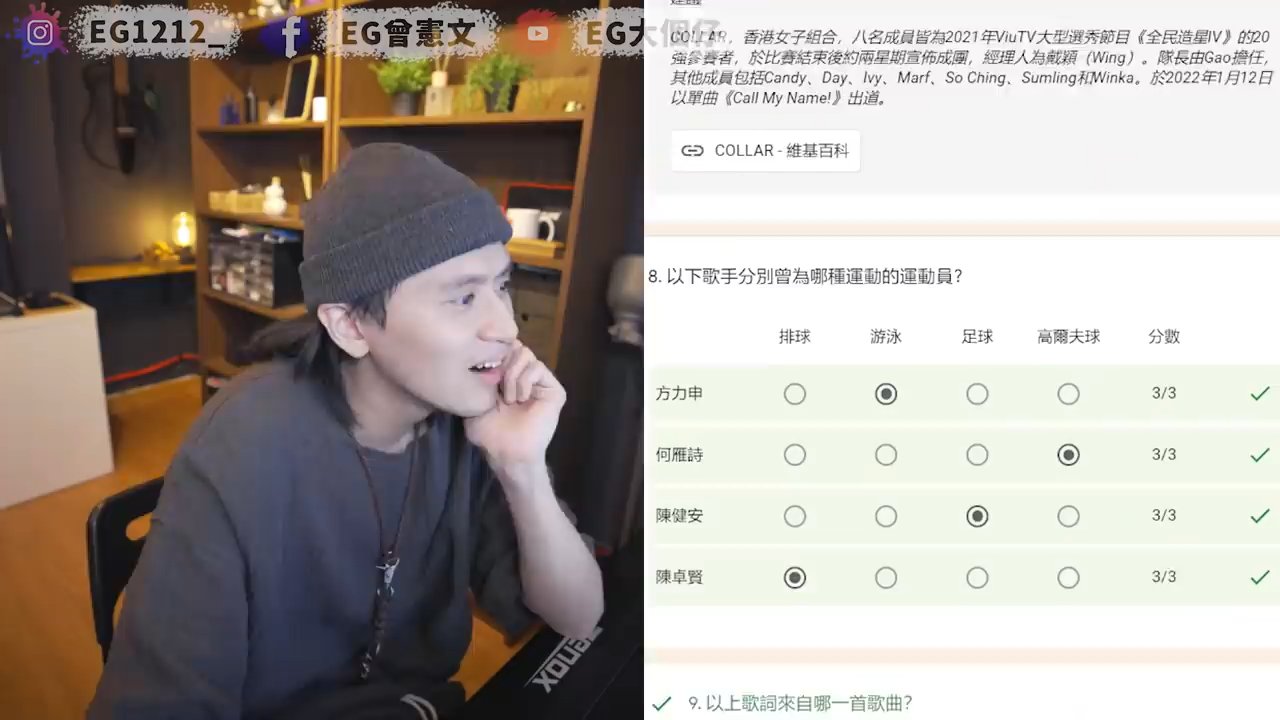 EG1212_
EG曾憲文
EG大個仔
COLLAR，香港女子組合，八名成員皆為2021年ViuTV大型選秀節目《全民造星IV》的20
強參賽者，於比賽結束後約兩星期宣佈成團，經理人為戴穎（Wing）。隊長由Gao擔任，
其他成員包括Candy、Day、Ivy、Marf、So Ching、Sumling和Winka。於2022年1月12日
以單曲《Call My Name!》出道。
COLLAR - 維基百科
8. 以下歌手分別曾為哪種運動的運動員?
排球 游泳 足球 高爾夫球 分數
方力申 3/3
何雁詩 3/3
陳健安 3/3
陳卓賢 3/3
9. 以上歌詞來自哪一首歌曲?
ZENOX